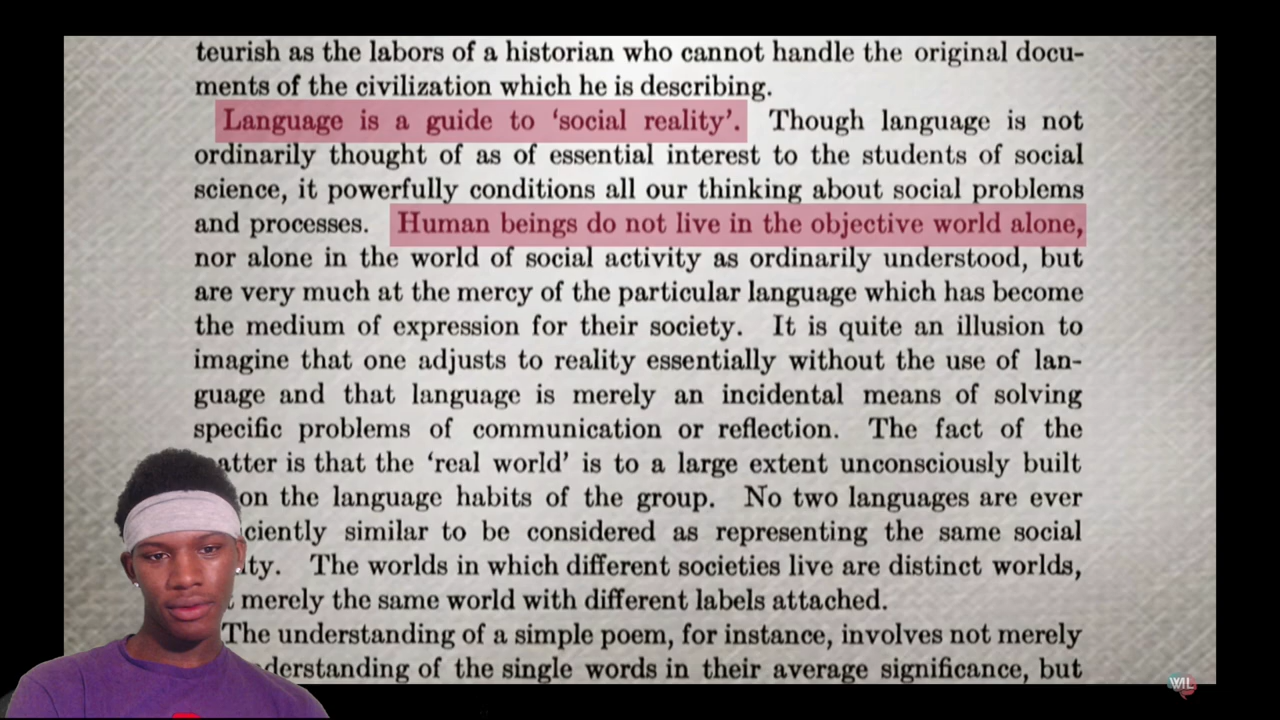 teurish as the labors of a historian who cannot handle the original docu-
ments of the civilization which he is describing.
Language is a guide to ‘social reality’. Though language is not
ordinarily thought of as of essential interest to the students of social
science, it powerfully conditions all our thinking about social problems
and processes. Human beings do not live in the objective world alone,
nor alone in the world of social activity as ordinarily understood, but
are very much at the mercy of the particular language which has become
the medium of expression for their society. It is quite an illusion to
imagine that one adjusts to reality essentially without the use of lan-
guage and that language is merely an incidental means of solving
specific problems of communication or reflection. The fact of the
atter is that the ‘real world’ is to a large extent unconsciously built
on the language habits of the group. No two languages are ever
ciently similar to be considered as representing the same social
ty. The worlds in which different societies live are distinct worlds,
merely the same world with different labels attached.
The understanding of a simple poem, for instance, involves not merely
derstanding of the single words in their average significance, but
WIL